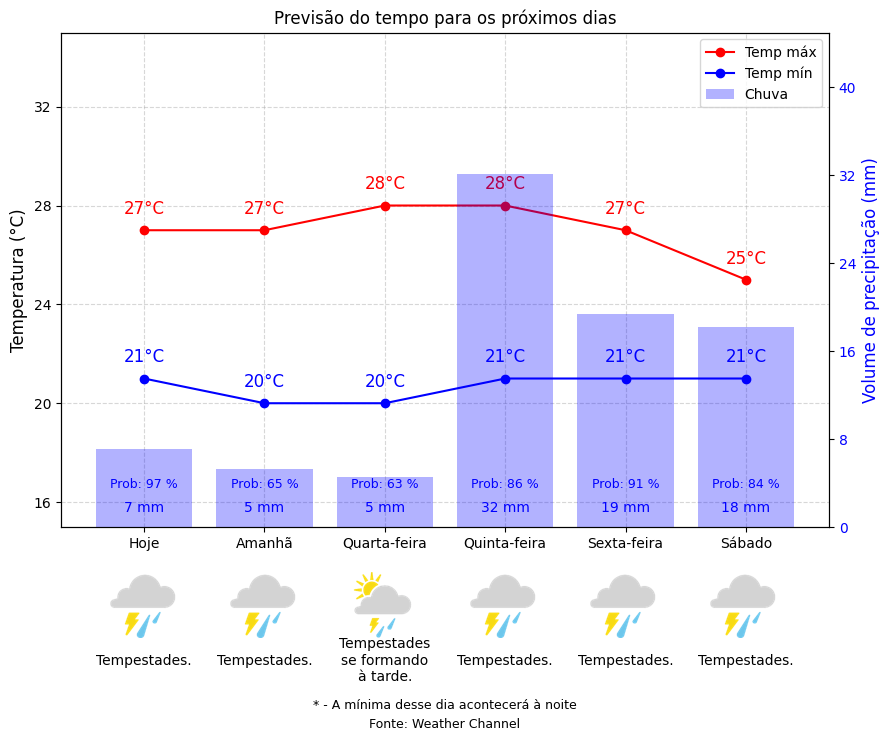 Previsão do tempo para os próximos dias
Temp máx
Temp mín
Chuva
Temperatura (°C)
32
28
24
20
16
Volume de precipitação (mm)
40
32
24
16
8
0
27°C
27°C
28°C
28°C
27°C
25°C
21°C
20°C
20°C
21°C
21°C
21°C
Prob: 97 %
Prob: 65 %
Prob: 63 %
Prob: 86 %
Prob: 91 %
Prob: 84 %
7 mm
5 mm
5 mm
32 mm
19 mm
18 mm
Hoje
Amanhã
Quarta-feira
Quinta-feira
Sexta-feira
Sábado
Tempestades.
Tempestades.
Tempestades
se formando
à tarde.
Tempestades.
Tempestades.
Tempestades.
* - A mínima desse dia acontecerá à noite
Fonte: Weather Channel